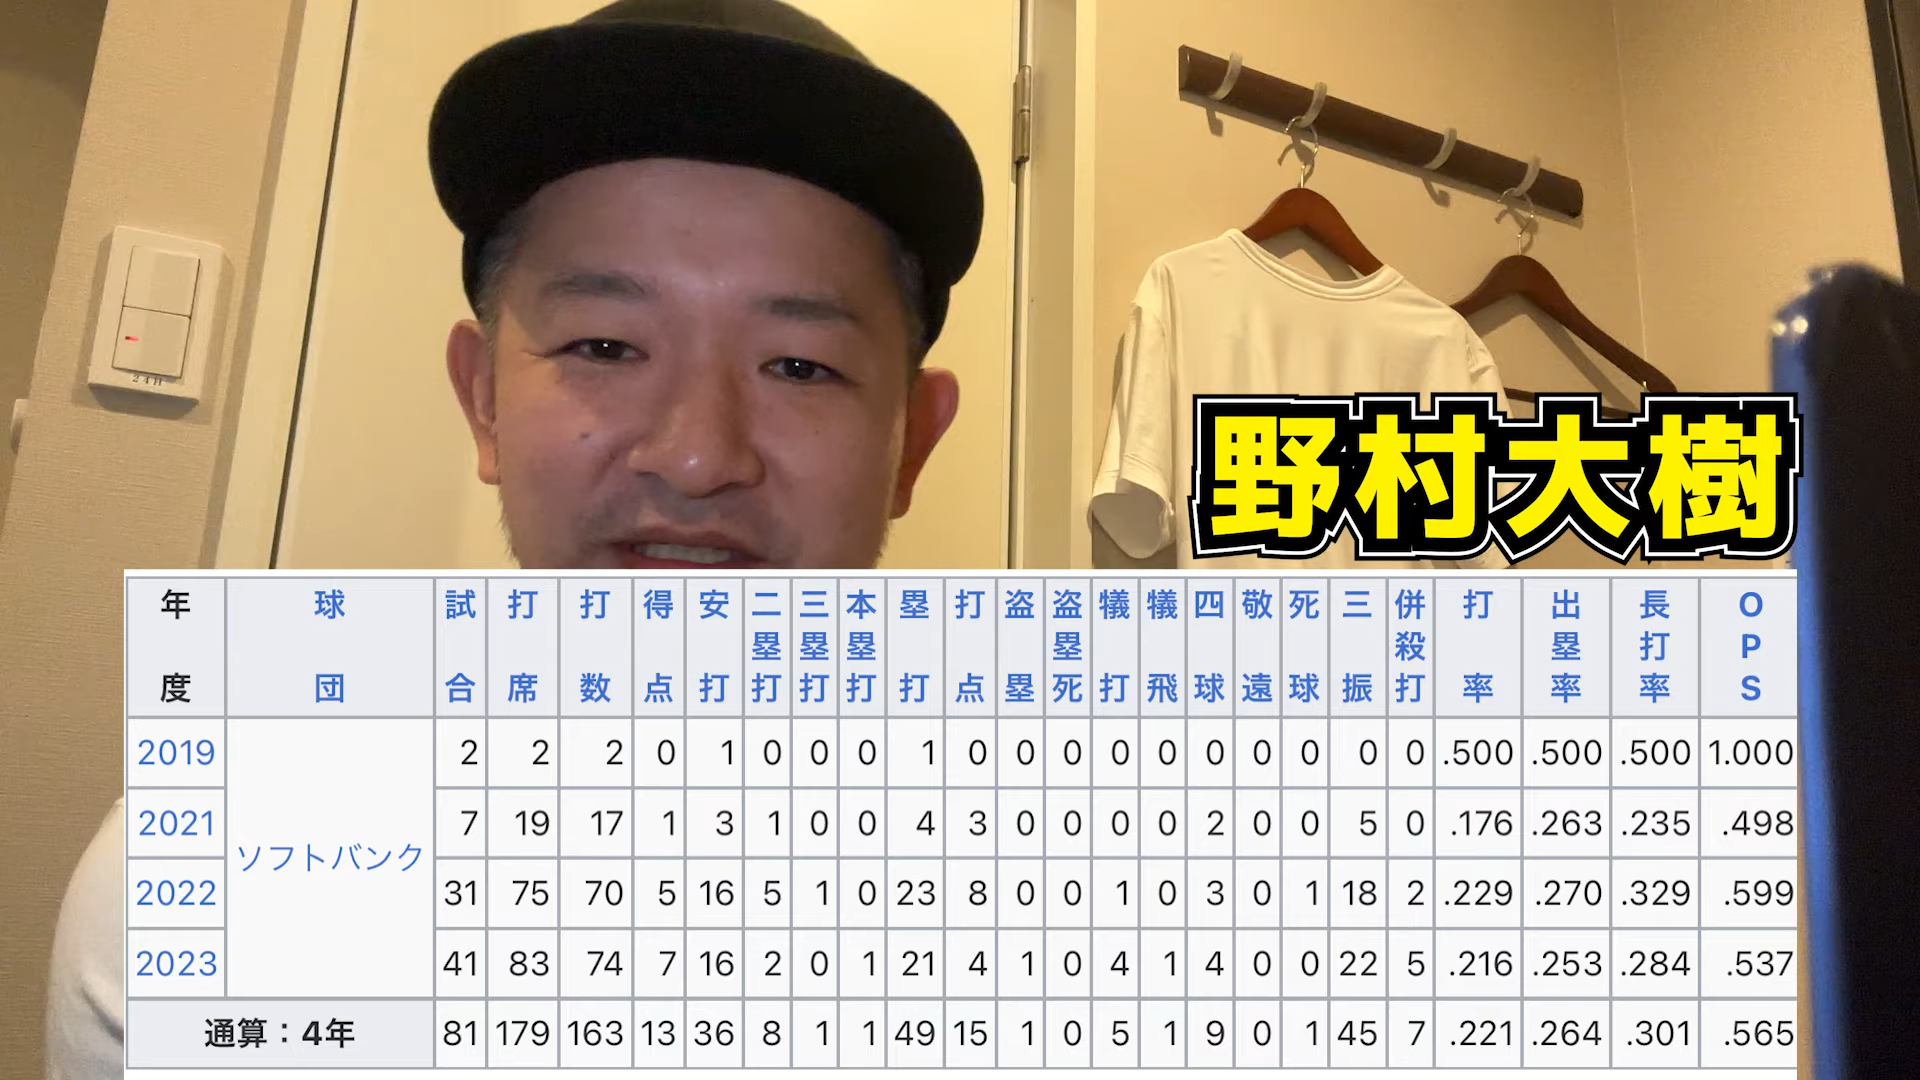 24H
野村大樹
年度 球団 試合 打席 打数 得点 安打 二塁打 三塁打 本塁打 塁打 打点 盗塁 盗塁死 犠打 犠飛 四球 敬遠 死球 三振 併殺打 打率 出塁率 長打率 OPS
2019 ソフトバンク 2 2 2 0 1 0 0 0 1 0 0 0 0 0 0 0 0 0 0 .500 .500 .500 1.000
2021 7 19 17 1 3 1 0 0 4 3 0 0 0 0 2 0 0 5 0 .176 .263 .235 .498
2022 31 75 70 5 16 5 1 0 23 8 0 0 1 0 3 0 1 18 2 .229 .270 .329 .599
2023 41 83 74 7 16 2 0 1 21 4 1 0 4 1 4 0 0 22 5 .216 .253 .284 .537
通算：4年 81 179 163 13 36 8 1 1 49 15 1 0 5 1 9 0 1 45 7 .221 .264 .301 .565